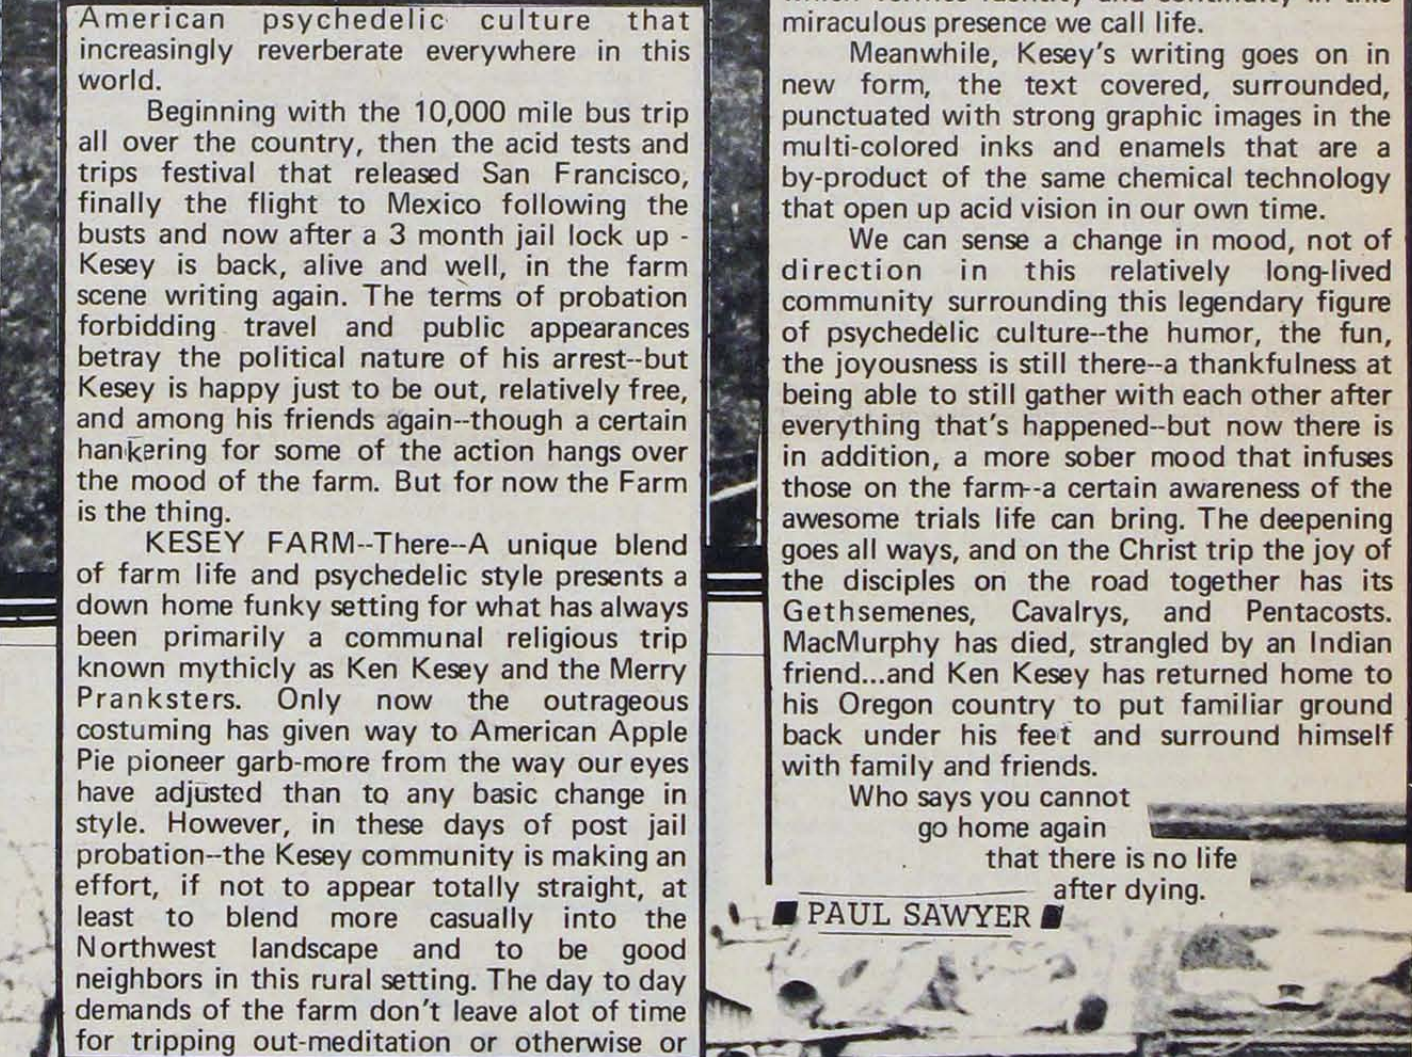 American psychedelic culture that
increasingly reverberate everywhere in this
world.
Beginning with the 10,000 mile bus trip
all over the country, then the acid tests and
trips festival that released San Francisco,
finally the flight to Mexico following the
busts and now after a 3 month jail lock up -
Kesey is back, alive and well, in the farm
scene writing again. The terms of probation
forbidding travel and public appearances
betray the political nature of his arrest--but
Kesey is happy just to be out, relatively free,
and among his friends again--though a certain
hankering for some of the action hangs over
the mood of the farm. But for now the Farm
is the thing.
KESEY FARM--There--A unique blend
of farm life and psychedelic style presents a
down home funky setting for what has always
been primarily a communal religious trip
known mythicly as Ken Kesey and the Merry
Pranksters. Only now the outrageous
costuming has given way to American Apple
Pie pioneer garb-more from the way our eyes
have adjusted than to any basic change in
style. However, in these days of post jail
probation--the Kesey community is making an
effort, if not to appear totally straight, at
least to blend more casually into the
Northwest landscape and to be good
neighbors in this rural setting. The day to day
demands of the farm don't leave alot of time
for tripping out-meditation or otherwise or
miraculous presence we call life.
Meanwhile, Kesey's writing goes on in
new form, the text covered, surrounded,
punctuated with strong graphic images in the
multi-colored inks and enamels that are a
by-product of the same chemical technology
that open up acid vision in our own time.
We can sense a change in mood, not of
direction in this relatively long-lived
community surrounding this legendary figure
of psychedelic culture--the humor, the fun,
the joyousness is still there--a thankfulness at
being able to still gather with each other after
everything that's happened--but now there is
in addition, a more sober mood that infuses
those on the farm--a certain awareness of the
awesome trials life can bring. The deepening
goes all ways, and on the Christ trip the joy of
the disciples on the road together has its
Gethsemenes, Cavalrys, and Pentacosts.
MacMurphy has died, strangled by an Indian
friend...and Ken Kesey has returned home to
his Oregon country to put familiar ground
back under his feet and surround himself
with family and friends.
Who says you cannot
go home again
that there is no life
after dying.
PAUL SAWYER